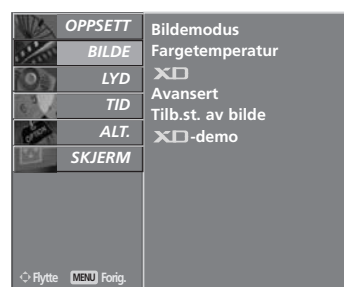 OPPSETT
BILDE
LYD
TID
ALT.
SKJERM
Flytte MENU Forig.
Bildemodus
Fargetemperatur
XD
Avansert
Tilb.st. av bilde
XD-demo